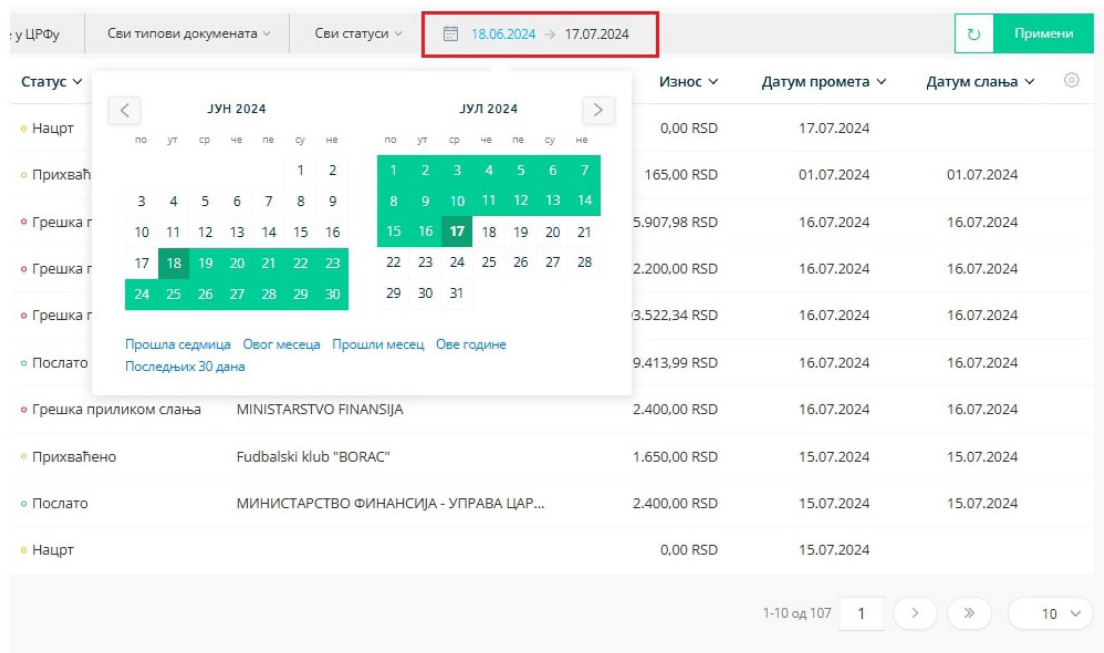 у ЦРФу Сви типови докумената Сви статуси 18.06.2024 → 17.07.2024 Примени
Статус Износ Датум промета Датум слања
ЈУН 2024 ЈУЛ 2024
по ут ср че пе су не по ут ср че пе су не
1 2 1 2 3 4 5 6 7
3 4 5 6 7 8 9 8 9 10 11 12 13 14
10 11 12 13 14 15 16 15 16 17 18 19 20 21
17 18 19 20 21 22 23 22 23 24 25 26 27 28
24 25 26 27 28 29 30 29 30 31
Прошла седмица Овог месеца Прошли месец Ове године
Последњих 30 дана
Нацрт 0,00 RSD 17.07.2024
Прихваћ 165,00 RSD 01.07.2024 01.07.2024
Грешка п 5.907,98 RSD 16.07.2024 16.07.2024
Грешка п 2.200,00 RSD 16.07.2024 16.07.2024
Грешка п 3.522,34 RSD 16.07.2024 16.07.2024
Послато 9.413,99 RSD 16.07.2024 16.07.2024
Грешка приликом слања MINISTARSTVO FINANSIJA 2.400,00 RSD 16.07.2024 16.07.2024
Прихваћено Fudbalski klub "BORAC" 1.650,00 RSD 15.07.2024 15.07.2024
Послато МИНИСТАРСТВО ФИНАНСИЈА - УПРАВА ЦАР... 2.400,00 RSD 15.07.2024 15.07.2024
Нацрт 0,00 RSD 15.07.2024
1-10 од 107 1 10